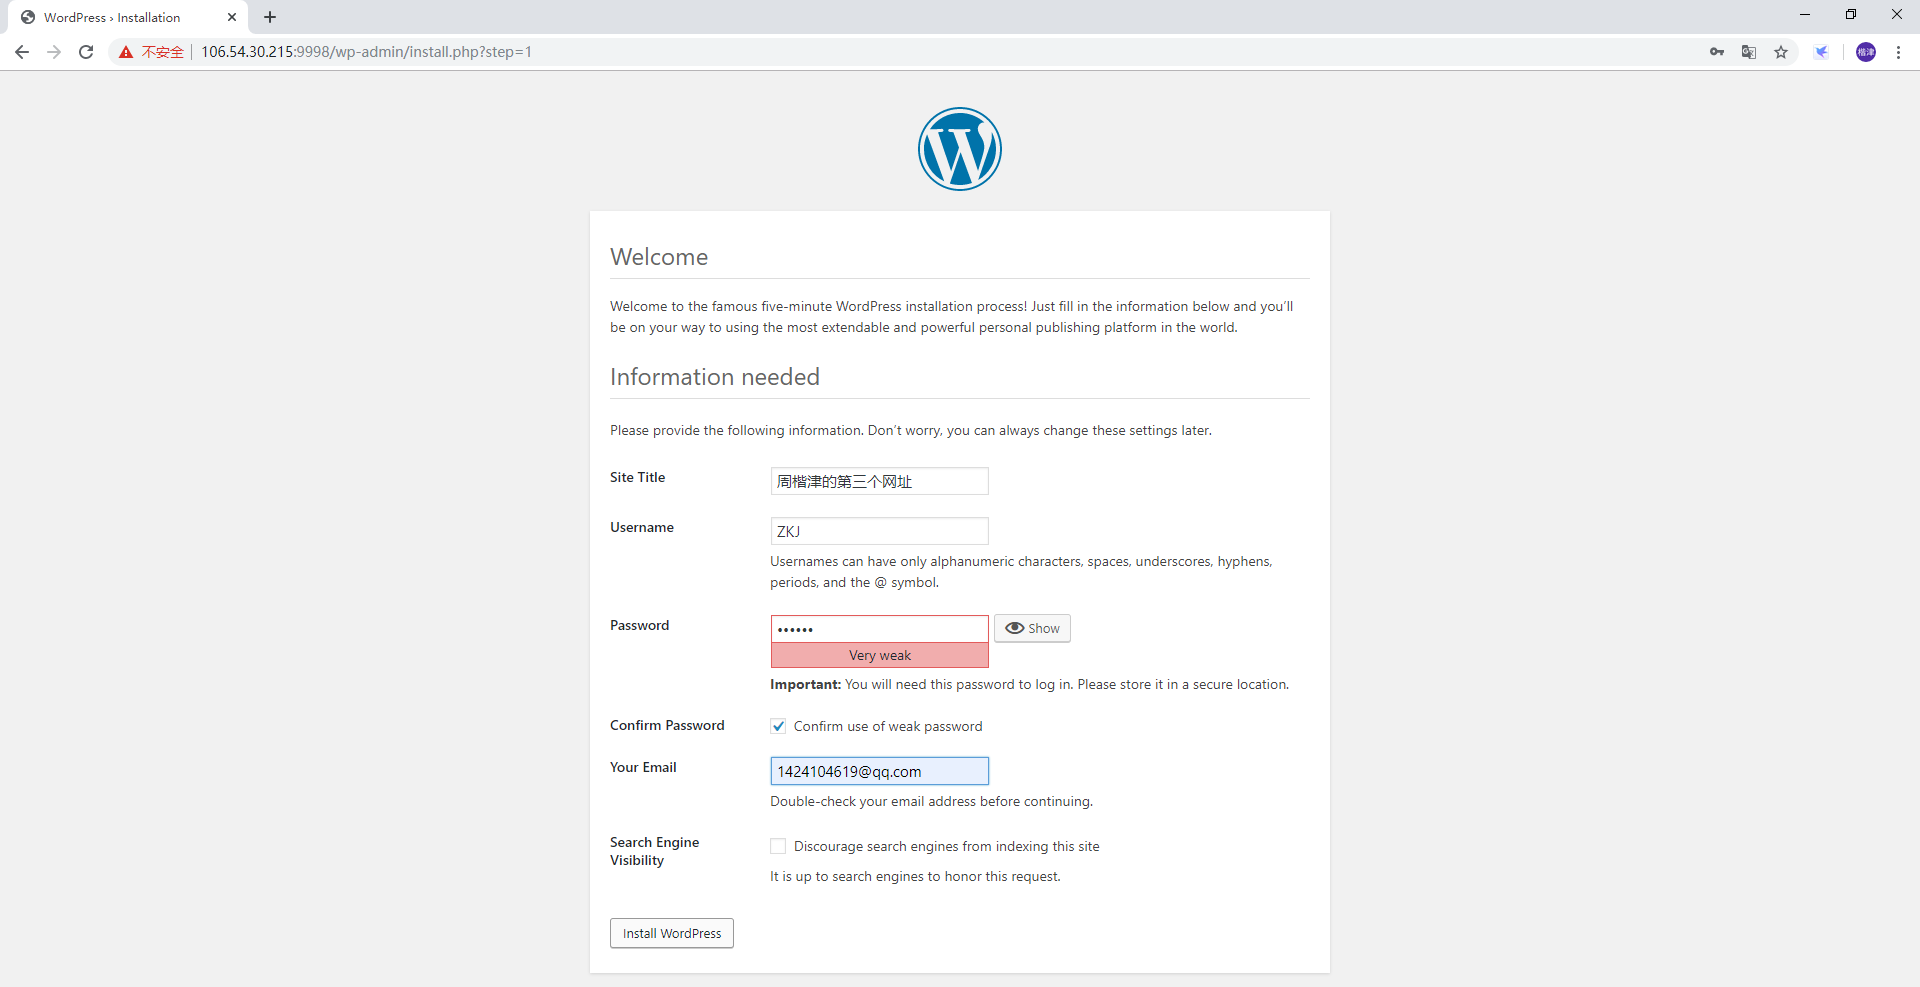 WordPress › Installation
不安全
106.54.30.215:9998/wp-admin/install.php?step=1
楷津
Welcome
Welcome to the famous five-minute WordPress installation process! Just fill in the information below and you’ll
be on your way to using the most extendable and powerful personal publishing platform in the world.
Information needed
Please provide the following information. Don’t worry, you can always change these settings later.
Site Title
周楷津的第三个网址
Username
ZKJ
Usernames can have only alphanumeric characters, spaces, underscores, hyphens,
periods, and the @ symbol.
Password
••••••
Show
Very weak
Important: You will need this password to log in. Please store it in a secure location.
Confirm Password
Confirm use of weak password
Your Email
1424104619@qq.com
Double-check your email address before continuing.
Search Engine
Visibility
Discourage search engines from indexing this site
It is up to search engines to honor this request.
Install WordPress